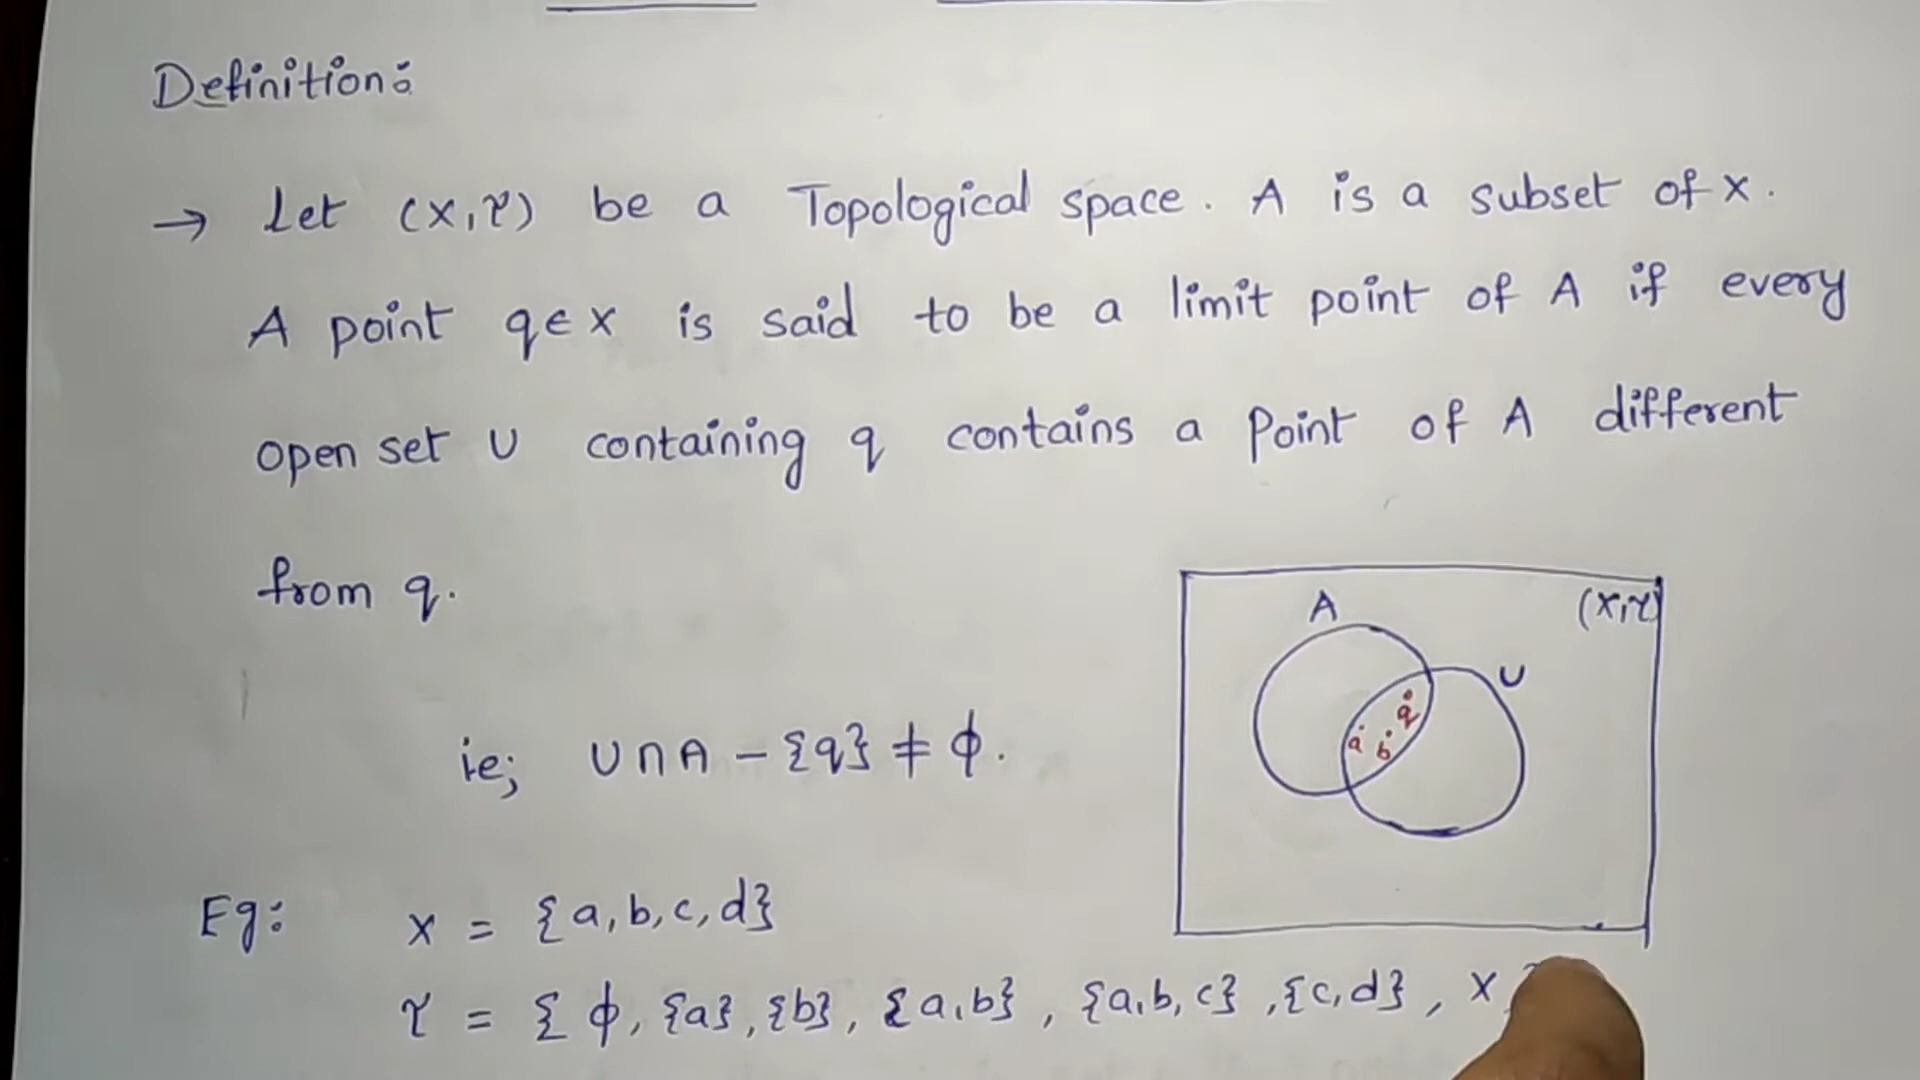 Definition:
→ Let (X,τ) be a Topological space. A is a subset of X.
A point q∈X is said to be a limit point of A if every
open set U containing q contains a Point of A different
from q.
ie; U∩A - {q} ≠ ϕ.
A
(X,τ)
U
a b q
Eg: X = {a,b,c,d}
τ = { ϕ, {a}, {b}, {a,b}, {a,b,c}, {c,d}, X